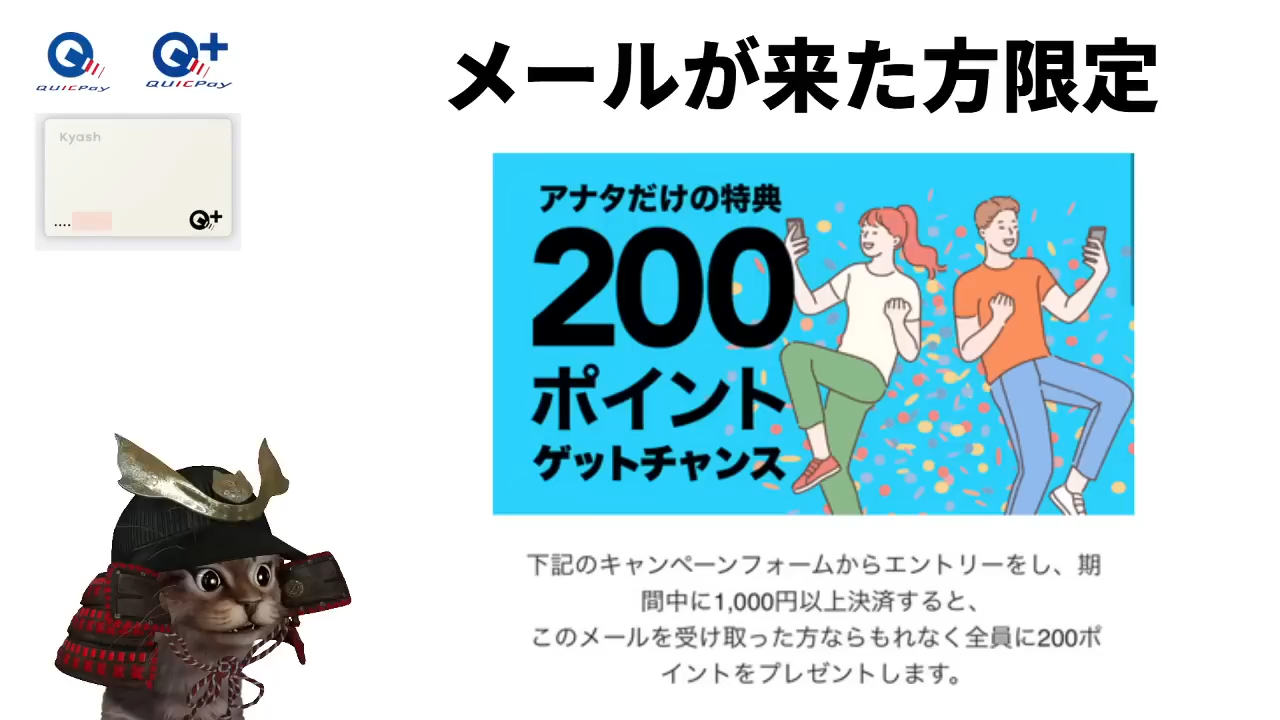 QUICPay
QUICPay
Kyash
メールが来た方限定
アナタだけの特典
200
ポイント
ゲットチャンス
下記のキャンペーンフォームからエントリーをし、期
間中に1,000円以上決済すると、
このメールを受け取った方ならもれなく全員に200ポ
イントをプレゼントします。